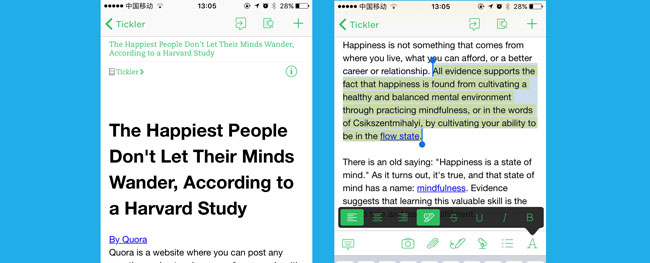 中国移动 13:05 28%
Tickler
The Happiest People Don't Let Their Minds Wander,
According to a Harvard Study
Tickler
The Happiest People
Don't Let Their Minds
Wander, According to
a Harvard Study
By Quora
Quora is a website where you can post any
中国移动 13:05 28%
Tickler
Happiness is not something that comes from
where you live, what you can afford, or a better
career or relationship. All evidence supports the
fact that happiness is found from cultivating a
healthy and balanced mental environment
through practicing mindfulness, or in the words
of Csikszentmihalyi, by cultivating your ability to
be in the flow state.
There is an old saying: "Happiness is a state of
mind." As it turns out, it's true, and that state of
mind has a name: mindfulness. Evidence
suggests that learning this valuable skill is the
S U I B
A